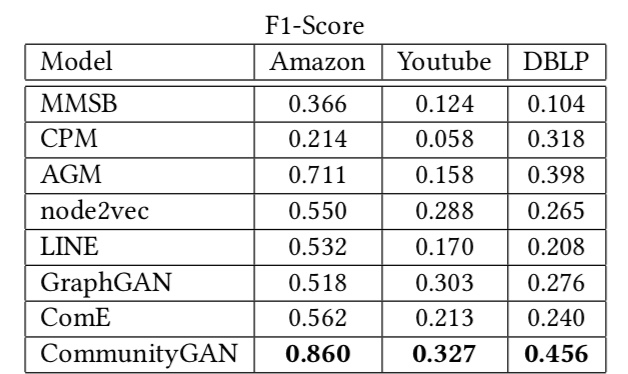 F1-Score
Model Amazon Youtube DBLP
MMSB 0.366 0.124 0.104
CPM 0.214 0.058 0.318
AGM 0.711 0.158 0.398
node2vec 0.550 0.288 0.265
LINE 0.532 0.170 0.208
GraphGAN 0.518 0.303 0.276
ComE 0.562 0.213 0.240
CommunityGAN 0.860 0.327 0.456